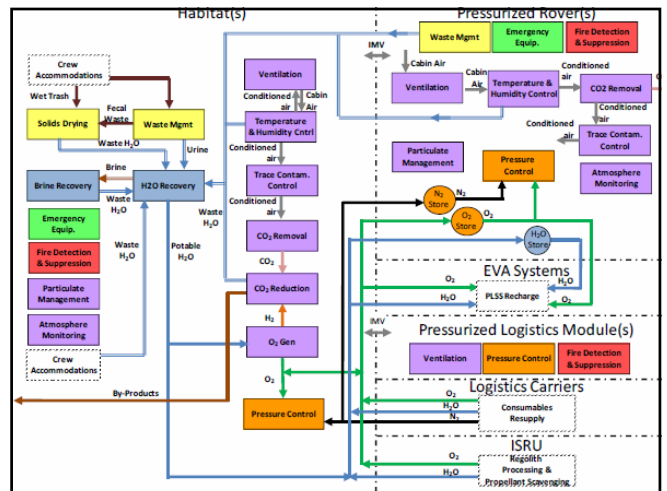 Habitat(s)
Crew
Accommodations
Wet Trash
Fecal
Waste
Solids Drying
Waste Mgmt
Waste H₂O
Urine
Brine
Brine Recovery
H2O Recovery
Waste
H₂O
Emergency
Equip.
Fire Detection
& Suppression
Particulate
Management
Atmosphere
Monitoring
Crew
Accommodations
Waste
H₂O
Potable
H₂O
Waste
H₂O
By-Products
Ventilation
Conditioned
air
Cabin
Air
Temperature &
Humidity Cntrl
Conditioned
air
Trace Contam.
Control
Conditioned
air
CO₂ Removal
CO₂
CO₂ Reduction
H₂
O₂ Gen
O₂
Pressure Control
Pressurized Rover(s)
IMV
Waste Mgmt
Emergency
Equip.
Fire Detection
& Suppression
Cabin Air
Ventilation
Cabin
Air
Temperature &
Humidity Control
Conditioned
air
CO2 Removal
Conditioned
air
Trace Contam.
Control
Conditioned
air
Particulate
Management
Pressure
Control
Atmosphere
Monitoring
N₂
Store
N₂
O₂
Store
O₂
H₂O
Store
EVA Systems
O₂
H₂O
PLSS Recharge
H₂O
O₂
IMV
Pressurized Logistics Module(s)
Ventilation
Pressure Control
Fire Detection
& Suppression
Logistics Carriers
O₂
H₂O
N₂
Consumables
Resupply
ISRU
O₂
H₂O
Regolith
Processing &
Propellant Scavenging